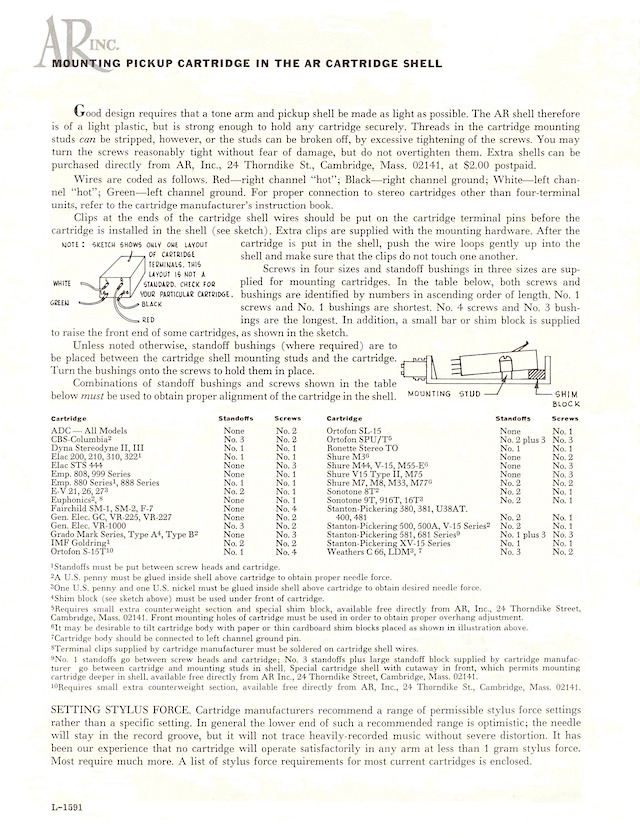 AR INC.
MOUNTING PICKUP CARTRIDGE IN THE AR CARTRIDGE SHELL
Good design requires that a tone arm and pickup shell be made as light as possible. The AR shell therefore
is of a light plastic, but is strong enough to hold any cartridge securely. Threads in the cartridge mounting
studs can be stripped, however, or the studs can be broken off, by excessive tightening of the screws. You may
turn the screws reasonably tight without fear of damage, but do not overtighten them. Extra shells can be
purchased directly from AR, Inc., 24 Thorndike St., Cambridge, Mass. 02141, at $2.00 postpaid.
Wires are coded as follows. Red—right channel "hot"; Black—right channel ground; White—left chan-
nel "hot"; Green—left channel ground. For proper connection to stereo cartridges other than four-terminal
units, refer to the cartridge manufacturer's instruction book.
Clips at the ends of the cartridge shell wires should be put on the cartridge terminal pins before the
cartridge is installed in the shell (see sketch). Extra clips are supplied with the mounting hardware. After the
cartridge is put in the shell, push the wire loops gently up into the
shell and make sure that the clips do not touch one another.
NOTE: SKETCH SHOWS ONLY ONE LAYOUT
OF CARTRIDGE
TERMINALS. THIS
LAYOUT IS NOT A
STANDARD. CHECK FOR
YOUR PARTICULAR CARTRIDGE.
WHITE
GREEN
BLACK
RED
Screws in four sizes and standoff bushings in three sizes are sup-
plied for mounting cartridges. In the table below, both screws and
bushings are identified by numbers in ascending order of length. No. 1
screws and No. 1 bushings are shortest. No. 4 screws and No. 3 bush-
ings are the longest. In addition, a small bar or shim block is supplied
to raise the front end of some cartridges, as shown in the sketch.
Unless noted otherwise, standoff bushings (where required) are to
be placed between the cartridge shell mounting studs and the cartridge.
Turn the bushings onto the screws to hold them in place.
Combinations of standoff bushings and screws shown in the table
below must be used to obtain proper alignment of the cartridge in the shell.
MOUNTING STUD
SHIM
BLOCK
Cartridge Standoffs Screws
ADC — All Models None No. 2
CBS-Columbia² No. 3 No. 2
Dyna Stereodyne II, III No. 1 No. 1
Elac 200, 210, 310, 322¹ No. 1 No. 1
Elac STS 444 None No. 3
Emp. 808, 999 Series None No. 1
Emp. 880 Series¹, 888 Series No. 1 No. 1
E-V 21, 26, 27³ No. 2 No. 1
Euphonics², ⁸ None No. 1
Fairchild SM-1, SM-2, F-7 None No. 4
Gen. Elec. GC, VR-225, VR-227 None No. 2
Gen. Elec. VR-1000 No. 3 No. 2
Grado Mark Series, Type A⁴, Type B² None No. 3
IMF Goldring¹ No. 2 No. 2
Ortofon S-15T¹⁰ No. 1 No. 4
Cartridge Standoffs Screws
Ortofon SL-15 None No. 1
Ortofon SPU/T⁵ No. 2 plus 3 No. 3
Ronette Stereo TO No. 1 No. 1
Shure M3⁶ None No. 2
Shure M44, V-15, M55-E⁶ None No. 3
Shure V15 Type II, M75 None No. 3
Shure M7, M8, M33, M77⁶ No. 2 No. 2
Sonotone 8T² No. 2 No. 1
Sonotone 9T, 916T, 16T³ No. 2 No. 1
Stanton-Pickering 380, 381, U38AT.
400, 481 No. 2 No. 1
Stanton-Pickering 500, 500A, V-15 Series² No. 2 No. 1
Stanton-Pickering 581, 681 Series⁹ No. 1 plus 3 No. 3
Stanton-Pickering XV-15 Series No. 1 No. 1
Weathers C 66, LDM³, ⁷ No. 3 No. 2
¹Standoffs must be put between screw heads and cartridge.
²A U.S. penny must be glued inside shell above cartridge to obtain proper needle force.
³One U.S. penny and one U.S. nickel must be glued inside shell above cartridge to obtain desired needle force.
⁴Shim block (see sketch above) must be used under front of cartridge.
⁵Requires small extra counterweight section and special shim block, available free directly from AR, Inc., 24 Thorndike Street,
Cambridge, Mass. 02141. Front mounting holes of cartridge must be used in order to obtain proper overhang adjustment.
⁶It may be desirable to tilt cartridge body with paper or thin cardboard shim blocks placed as shown in illustration above.
⁷Cartridge body should be connected to left channel ground pin.
⁸Terminal clips supplied by cartridge manufacturer must be soldered on cartridge shell wires.
⁹No. 1 standoffs go between screw heads and cartridge; No. 3 standoffs plus large standoff block supplied by cartridge manufac-
turer go between cartridge and mounting studs in shell. Special cartridge shell with cutaway in front, which permits mounting
cartridge deeper in shell, available free directly from AR, Inc., 24 Thorndike Street, Cambridge, Mass. 02141.
¹⁰Requires small extra counterweight section, available free directly from AR, Inc., 24 Thorndike St., Cambridge, Mass. 02141.
SETTING STYLUS FORCE. Cartridge manufacturers recommend a range of permissible stylus force settings
rather than a specific setting. In general the lower end of such a recommended range is optimistic; the needle
will stay in the record groove, but it will not trace heavily-recorded music without severe distortion. It has
been our experience that no cartridge will operate satisfactorily in any arm at less than 1 gram stylus force.
Most require much more. A list of stylus force requirements for most current cartridges is enclosed.
L-1591